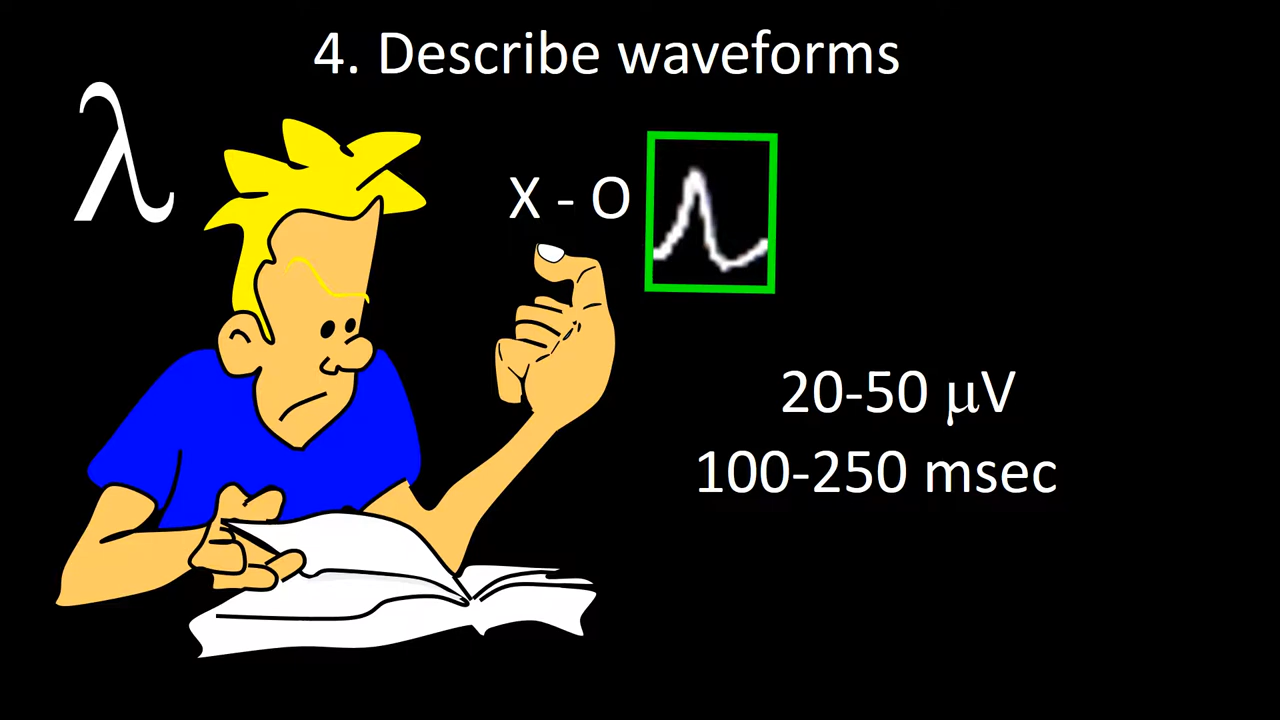 4. Describe waveforms
λ
X - O
20-50 μV
100-250 msec